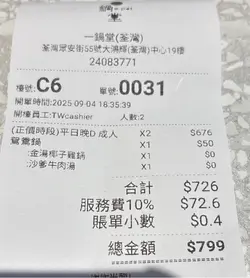 一鍋堂(荃灣)
荃灣眾安街55號大鴻輝(荃灣)中心19樓
24083771
檯號: C6 單號: 0031
開單時間:2025-09-04 18:35:39
開檯員工:TWcashier 人數:2
(正價時段)平日晚D 成人 X2 $676
鴛鴦鍋 X1 $50
:金湯椰子雞鍋 X1 $0
:沙爹牛肉湯 X1 $0
合計 $726
服務費10% $72.6
賬單小數 $0.4
總金額 $799